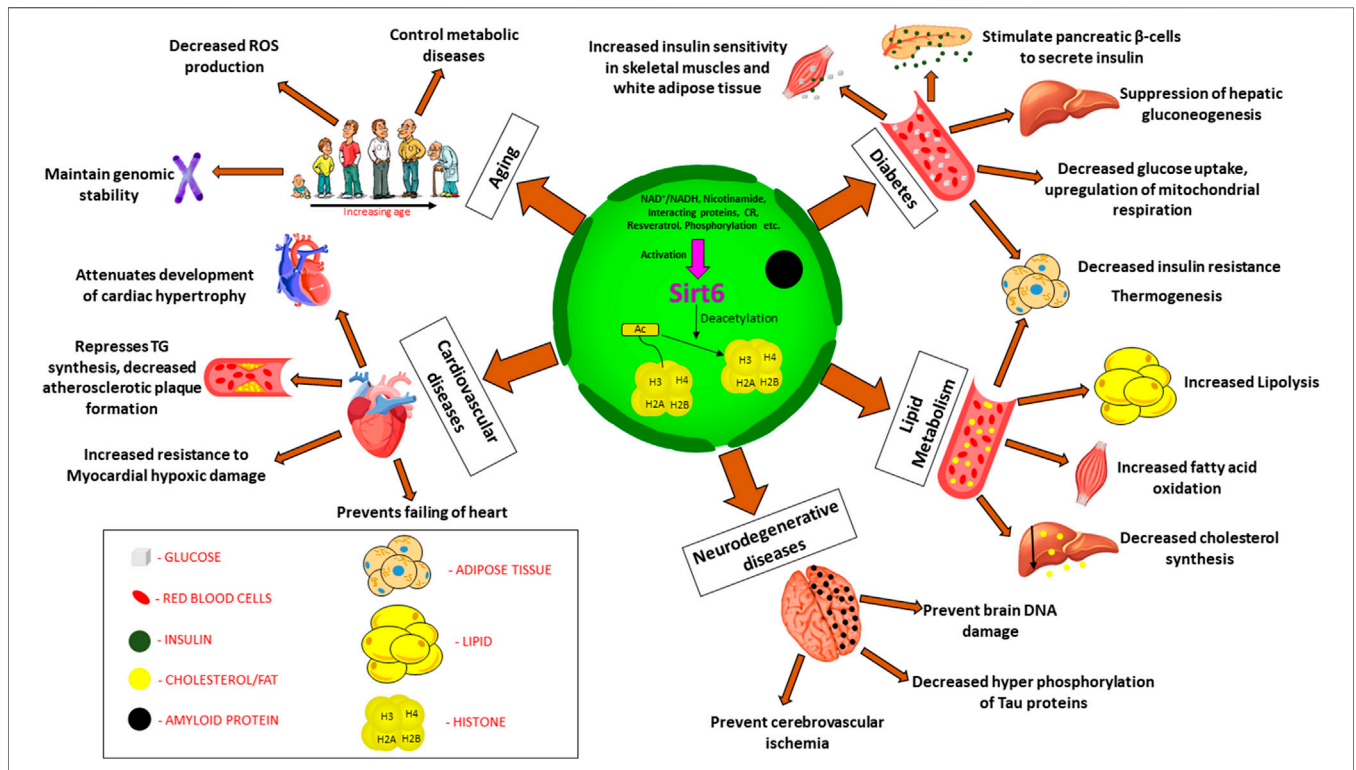 Decreased ROS
production
Control metabolic
diseases
Maintain genomic
stability
Increasing age
Aging
Increased insulin sensitivity
in skeletal muscles and
white adipose tissue
Stimulate pancreatic β-cells
to secrete insulin
Suppression of hepatic
gluconeogenesis
Decreased glucose uptake,
upregulation of mitochondrial
respiration
Diabetes
Decreased insulin resistance
Thermogenesis
NAD⁺/NADH, Nicotinamide,
Interacting proteins, CR,
Resveratrol, Phosphorylation etc.
Activation
Sirt6
Deacetylation
Ac
H3 H4
H2A H2B
H3 H4
H2A H2B
Attenuates development
of cardiac hypertrophy
Represses TG
synthesis, decreased
atherosclerotic plaque
formation
Increased resistance to
Myocardial hypoxic damage
Prevents failing of heart
Cardiovascular
diseases
Lipid
Metabolism
Increased Lipolysis
Increased fatty acid
oxidation
Decreased cholesterol
synthesis
Neurodegenerative
diseases
Prevent brain DNA
damage
Decreased hyper phosphorylation
of Tau proteins
Prevent cerebrovascular
ischemia
- GLUCOSE
- RED BLOOD CELLS
- INSULIN
- CHOLESTEROL/FAT
- AMYLOID PROTEIN
- ADIPOSE TISSUE
- LIPID
H3 H4
H2A H2B
- HISTONE